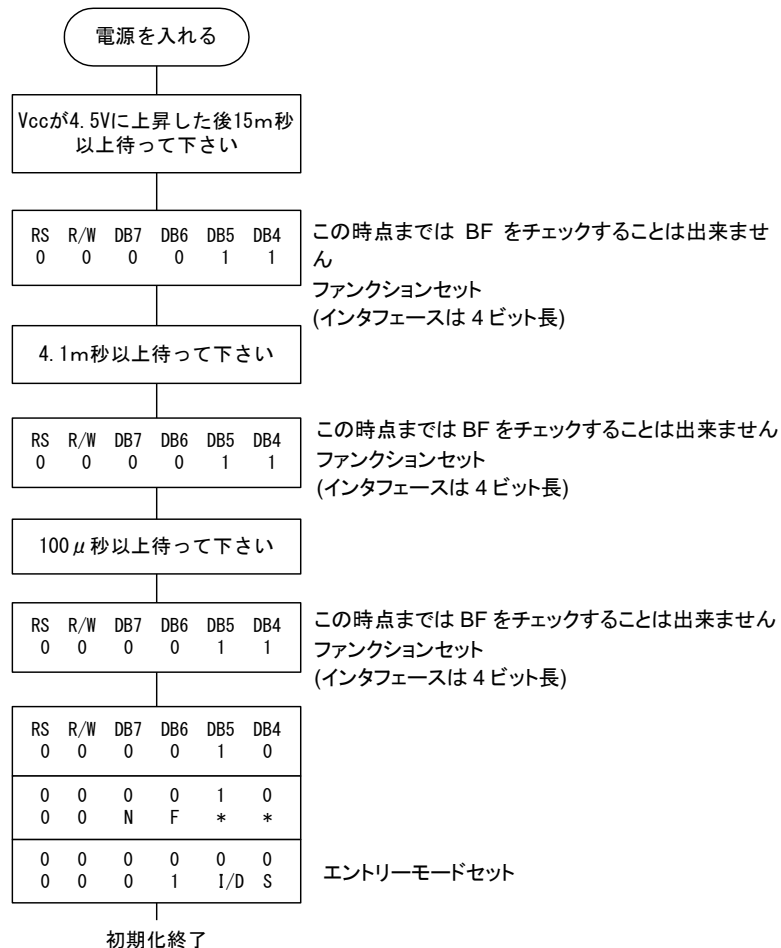 電源を入れる
Vccが4.5Vに上昇した後15m秒
以上待って下さい
RS R/W DB7 DB6 DB5 DB4
0 0 0 0 1 1
この時点までは BF をチェックすることは出来ませ
ん
ファンクションセット
(インタフェースは 4 ビット長)
4.1m秒以上待って下さい
RS R/W DB7 DB6 DB5 DB4
0 0 0 0 1 1
この時点までは BF をチェックすることは出来ません
ファンクションセット
(インタフェースは 4 ビット長)
100μ秒以上待って下さい
RS R/W DB7 DB6 DB5 DB4
0 0 0 0 1 1
この時点までは BF をチェックすることは出来ません
ファンクションセット
(インタフェースは 4 ビット長)
RS R/W DB7 DB6 DB5 DB4
0 0 0 0 1 0
0 0 0 0 1 0
0 0 N F * *
0 0 0 0 0 0
0 0 0 1 I/D S
エントリーモードセット
初期化終了